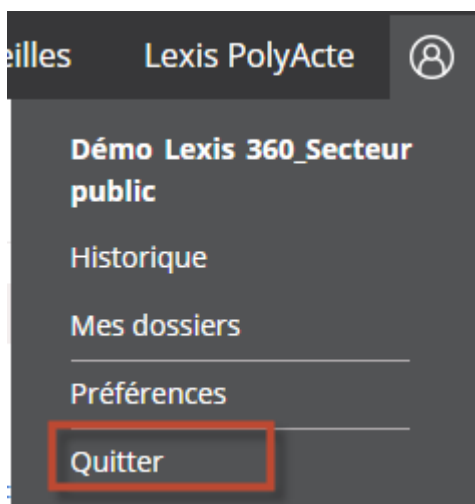 eilles Lexis PolyActe
Démo Lexis 360_Secteur
public
Historique
Mes dossiers
Préférences
Quitter